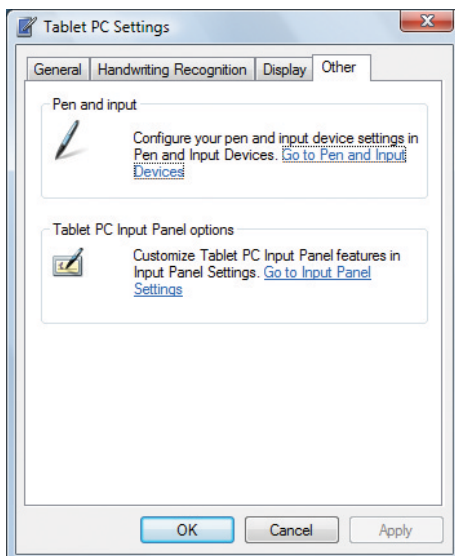 Tablet PC Settings
General Handwriting Recognition Display Other
Pen and input
Configure your pen and input device settings in
Pen and Input Devices. Go to Pen and Input
Devices
Tablet PC Input Panel options
Customize Tablet PC Input Panel features in
Input Panel Settings. Go to Input Panel
Settings
OK Cancel Apply